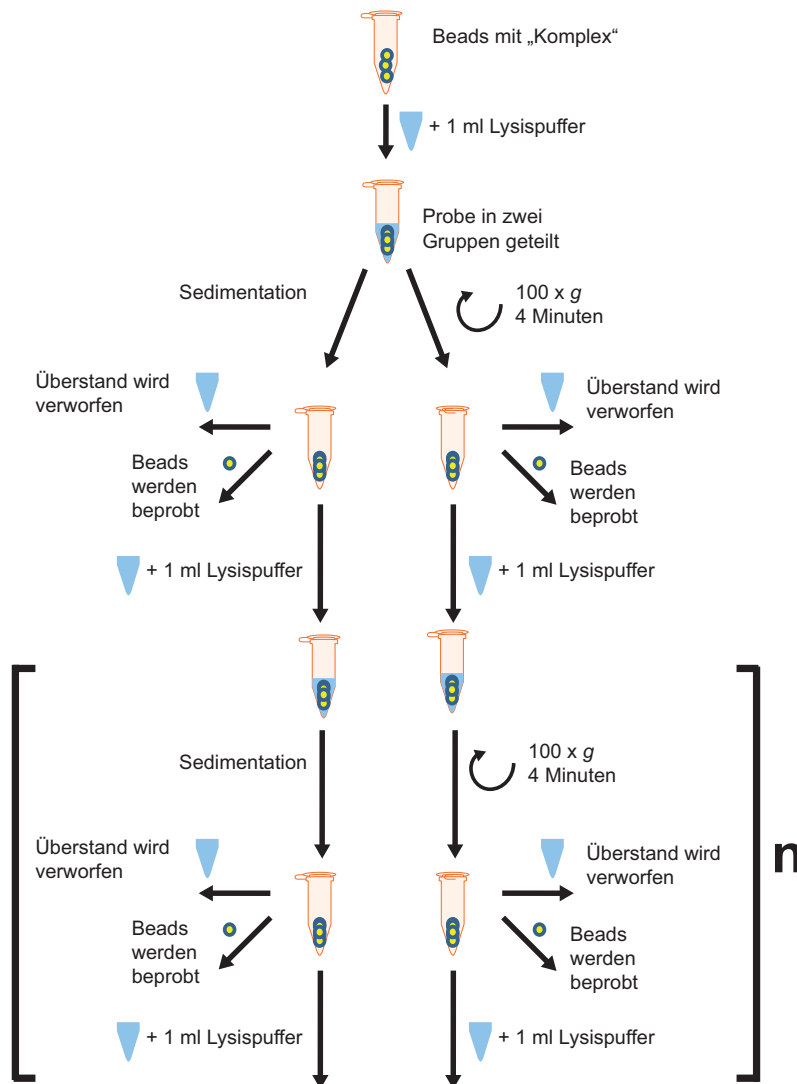 Beads mit „Komplex“
+ 1 ml Lysispuffer
Probe in zwei
Gruppen geteilt
Sedimentation
100 x g
4 Minuten
Überstand wird
verworfen
Überstand wird
verworfen
Beads
werden
beprobt
Beads
werden
beprobt
+ 1 ml Lysispuffer
+ 1 ml Lysispuffer
Sedimentation
100 x g
4 Minuten
Überstand wird
verworfen
Überstand wird
verworfen
n
Beads
werden
beprobt
Beads
werden
beprobt
+ 1 ml Lysispuffer
+ 1 ml Lysispuffer